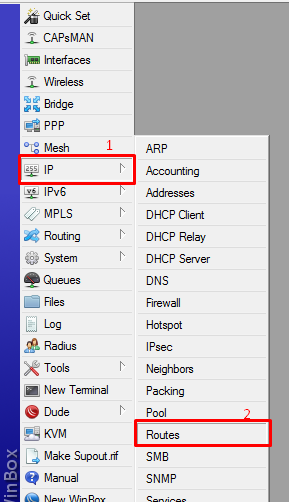 Quick Set
CAPsMAN
Interfaces
Wireless
Bridge
PPP
Mesh
1
IP
IPv6
MPLS
Routing
System
Queues
Files
Log
Radius
Tools
New Terminal
Dude
KVM
Make Supout.rif
Manual
New WinBox
ARP
Accounting
Addresses
DHCP Client
DHCP Relay
DHCP Server
DNS
Firewall
Hotspot
IPsec
Neighbors
Packing
Pool
2
Routes
SMB
SNMP
Services
WinBox
255
v6